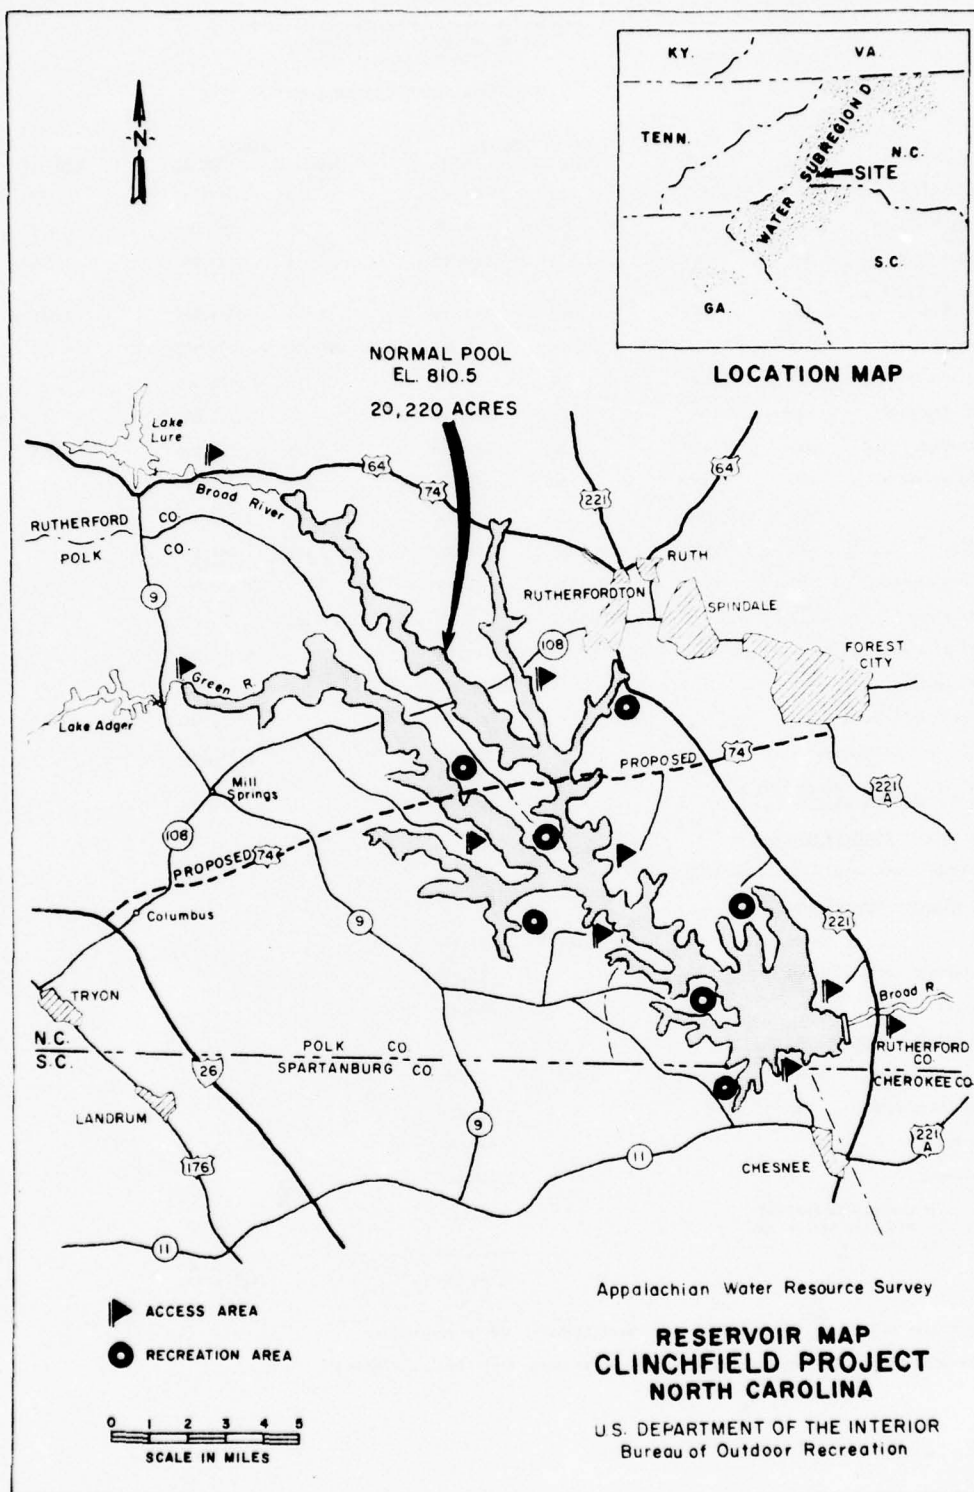 KY.
VA.
TENN.
WATER SUBREGION D
N.C.
SITE
S.C.
GA.
LOCATION MAP
N
NORMAL POOL
EL. 810.5
20,220 ACRES
Lake
Lure
64
74
221
64
Broad River
RUTHERFORD CO.
POLK CO.
RUTH
RUTHERFORDTON
SPINDALE
9
108
FOREST
CITY
Green R.
Lake Adger
PROPOSED 74
Mill
Springs
221
A
108
PROPOSED 74
Columbus
9
221
Broad R.
TRYON
N.C.
S.C.
POLK CO.
SPARTANBURG CO.
RUTHERFORD
CO.
CHEROKEE CO.
26
LANDRUM
9
221
A
176
11
CHESNEE
11
ACCESS AREA
RECREATION AREA
0 1 2 3 4 5
SCALE IN MILES
Appalachian Water Resource Survey
RESERVOIR MAP
CLINCHFIELD PROJECT
NORTH CAROLINA
U.S. DEPARTMENT OF THE INTERIOR
Bureau of Outdoor Recreation